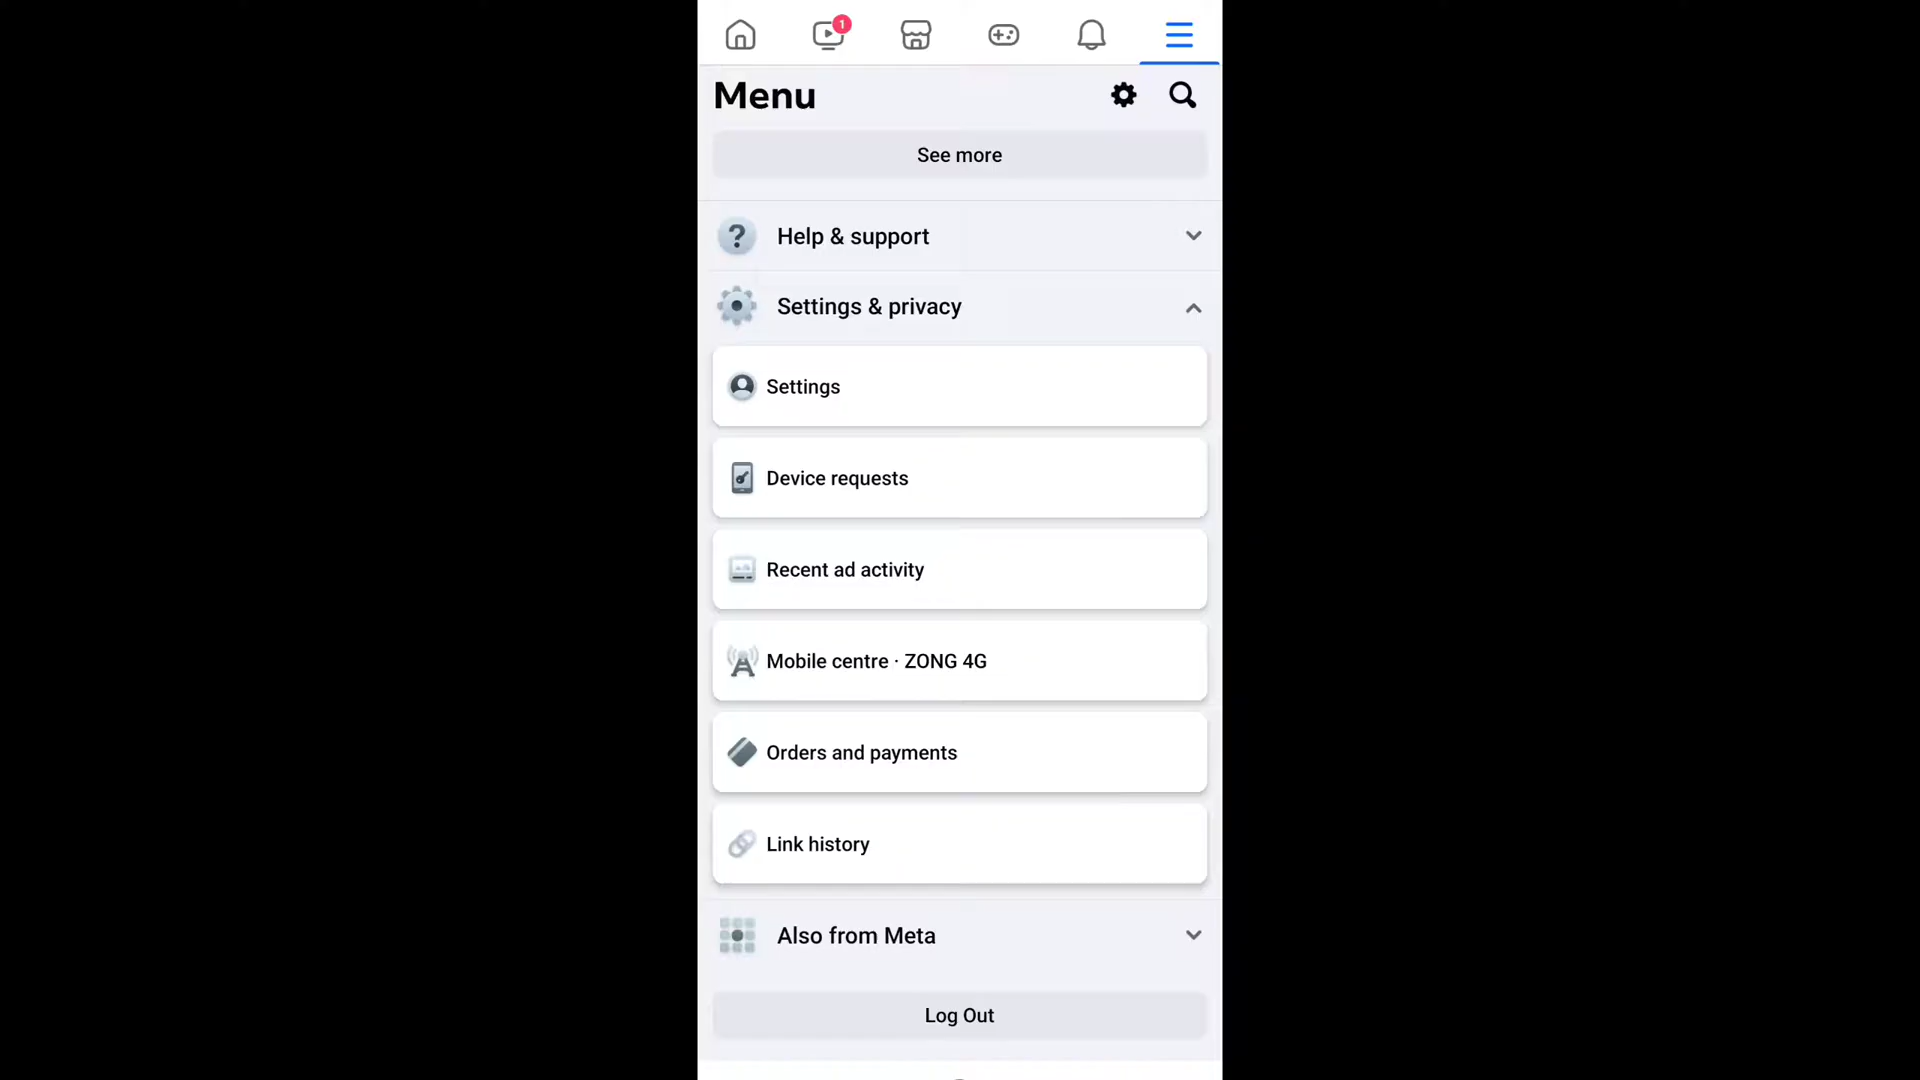 1
Menu
See more
Help & support
Settings & privacy
Settings
Device requests
Recent ad activity
Mobile centre · ZONG 4G
Orders and payments
Link history
Also from Meta
Log Out